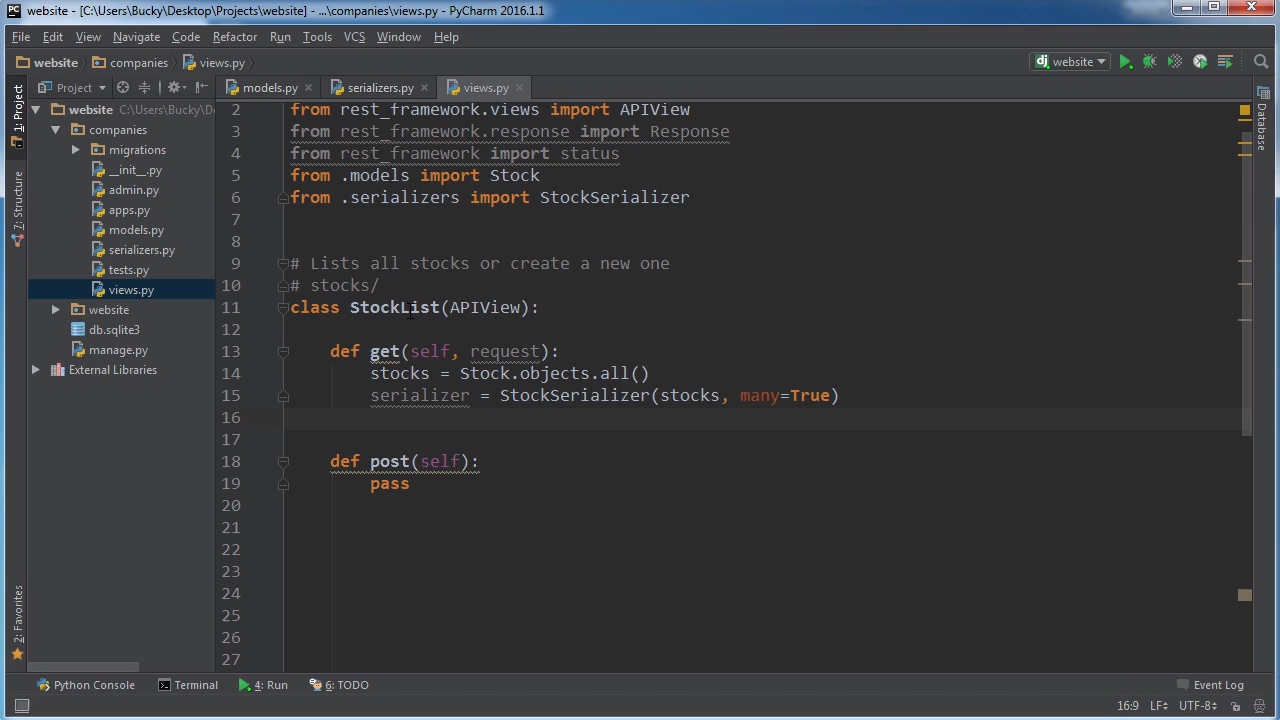 PC website - [C:\Users\Bucky\Desktop\Projects\website] - ...\companies\views.py - PyCharm 2016.1.1
File Edit View Navigate Code Refactor Run Tools VCS Window Help
website companies views.py dj website
Project models.py serializers.py views.py
1: Project
7: Structure
2: Favorites
website C:\Users\Bucky\D
companies
migrations
__init__.py
admin.py
apps.py
models.py
serializers.py
tests.py
views.py
website
db.sqlite3
manage.py
External Libraries
2 from rest_framework.views import APIView
3 from rest_framework.response import Response
4 from rest_framework import status
5 from .models import Stock
6 from .serializers import StockSerializer
7
8
9 # Lists all stocks or create a new one
10 # stocks/
11 class StockList(APIView):
12
13 def get(self, request):
14 stocks = Stock.objects.all()
15 serializer = StockSerializer(stocks, many=True)
16
17
18 def post(self):
19 pass
20
21
22
23
24
25
26
27
Database
Python Console Terminal 4: Run 6: TODO Event Log
16:9 LF UTF-8